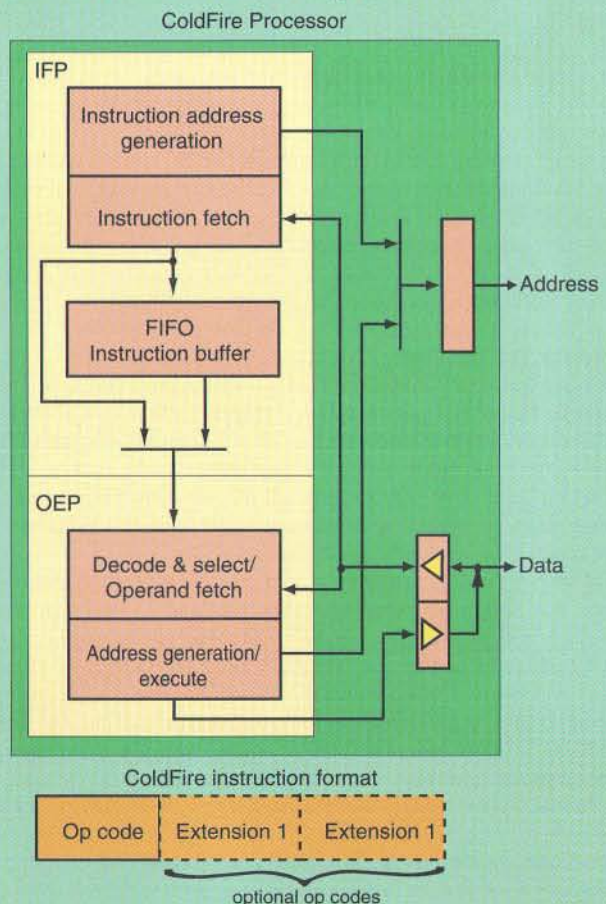 ColdFire Processor
IFP
Instruction address
generation
Instruction fetch
FIFO
Instruction buffer
OEP
Decode & select/
Operand fetch
Address generation/
execute
Address
Data
ColdFire instruction format
Op code
Extension 1
Extension 1
optional op codes